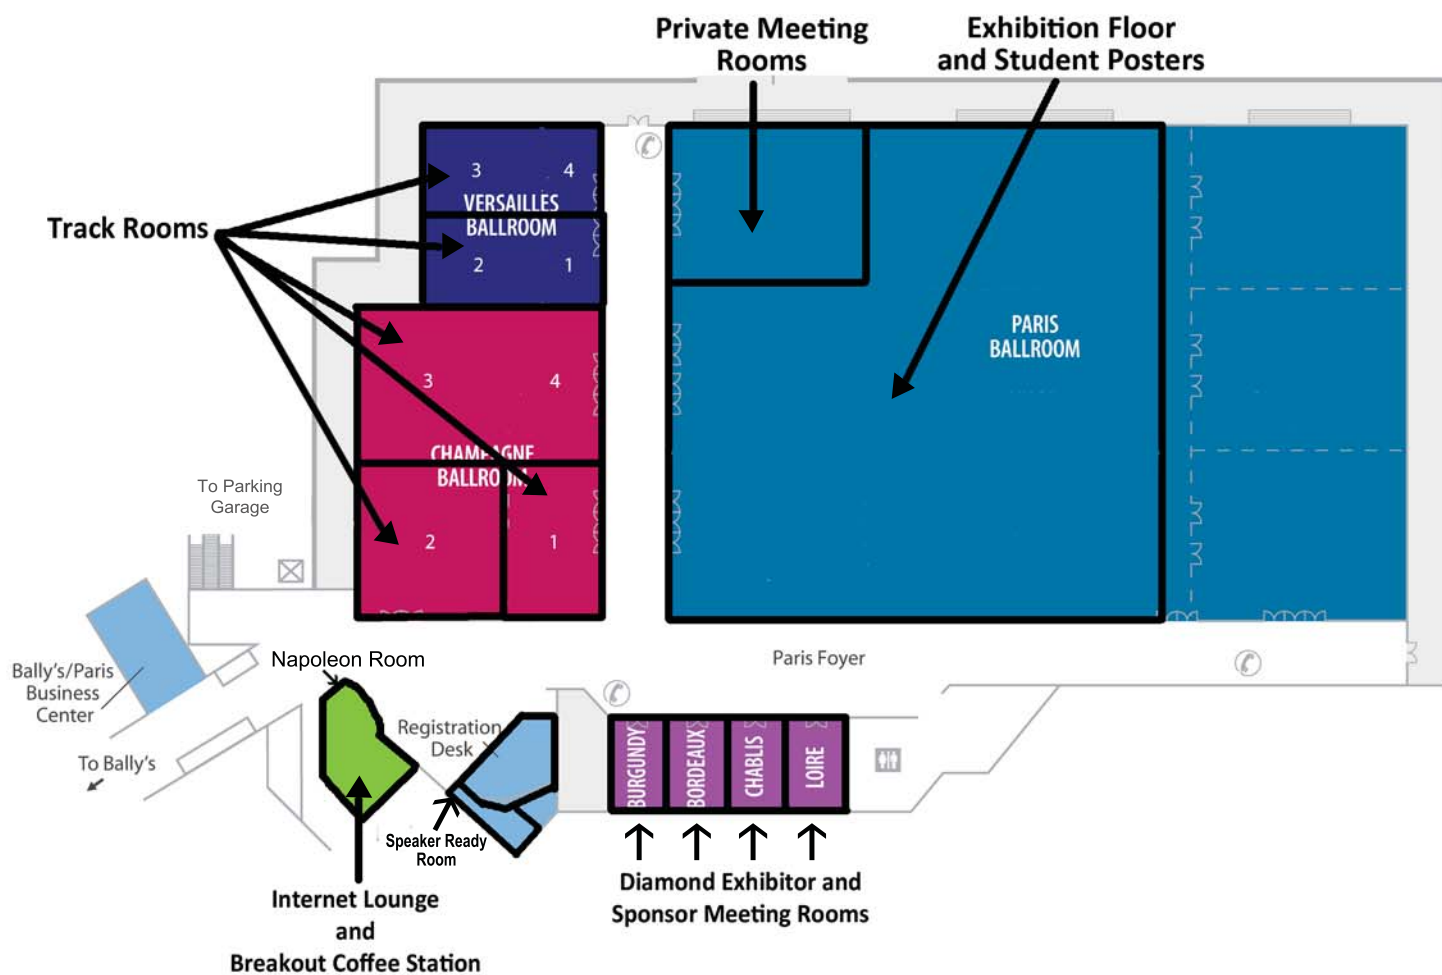 Private Meeting
Rooms
Exhibition Floor
and Student Posters
Track Rooms
3
4
VERSAILLES
BALLROOM
2
1
3
4
CHAMPAGNE
BALLROOM
2
1
PARIS
BALLROOM
To Parking
Garage
Bally's/Paris
Business
Center
To Bally's
Napoleon Room
Registration
Desk
Speaker Ready
Room
Paris Foyer
BURGUNDY
BORDEAUX
CHABLIS
LOIRE
Internet Lounge
and
Breakout Coffee Station
Diamond Exhibitor and
Sponsor Meeting Rooms